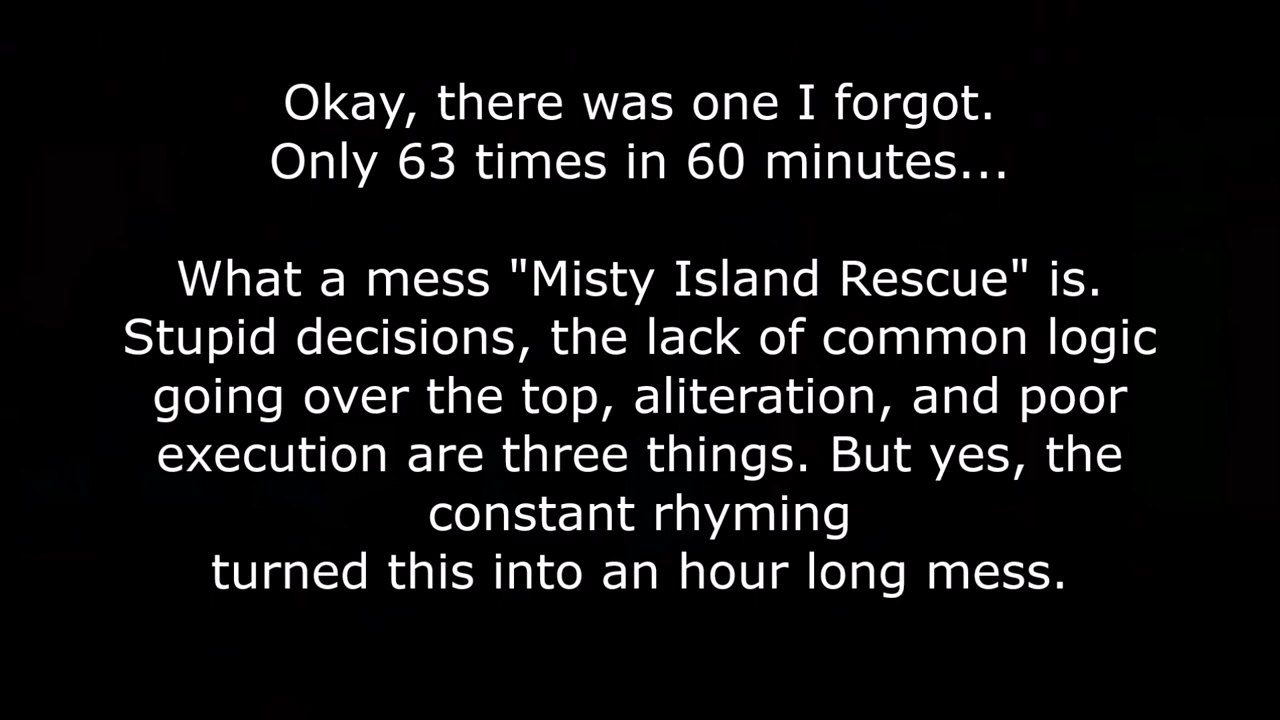 Okay, there was one I forgot.
Only 63 times in 60 minutes...
What a mess "Misty Island Rescue" is.
Stupid decisions, the lack of common logic
going over the top, aliteration, and poor
execution are three things. But yes, the
constant rhyming
turned this into an hour long mess.